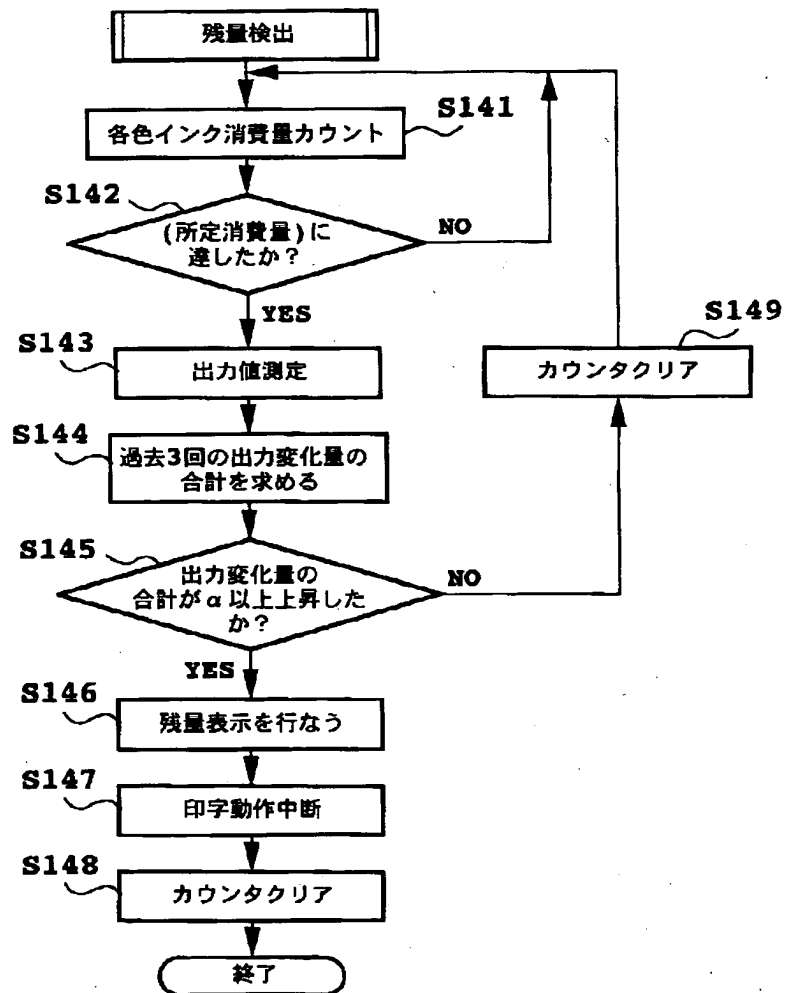 残量検出
S141
各色インク消費量カウント
S142
(所定消費量)に
達したか?
NO
YES
S143
出力値測定
S149
カウンタクリア
S144
過去3回の出力変化量の
合計を求める
S145
出力変化量の
合計がα以上上昇した
か?
NO
YES
S146
残量表示を行なう
S147
印字動作中断
S148
カウンタクリア
終了